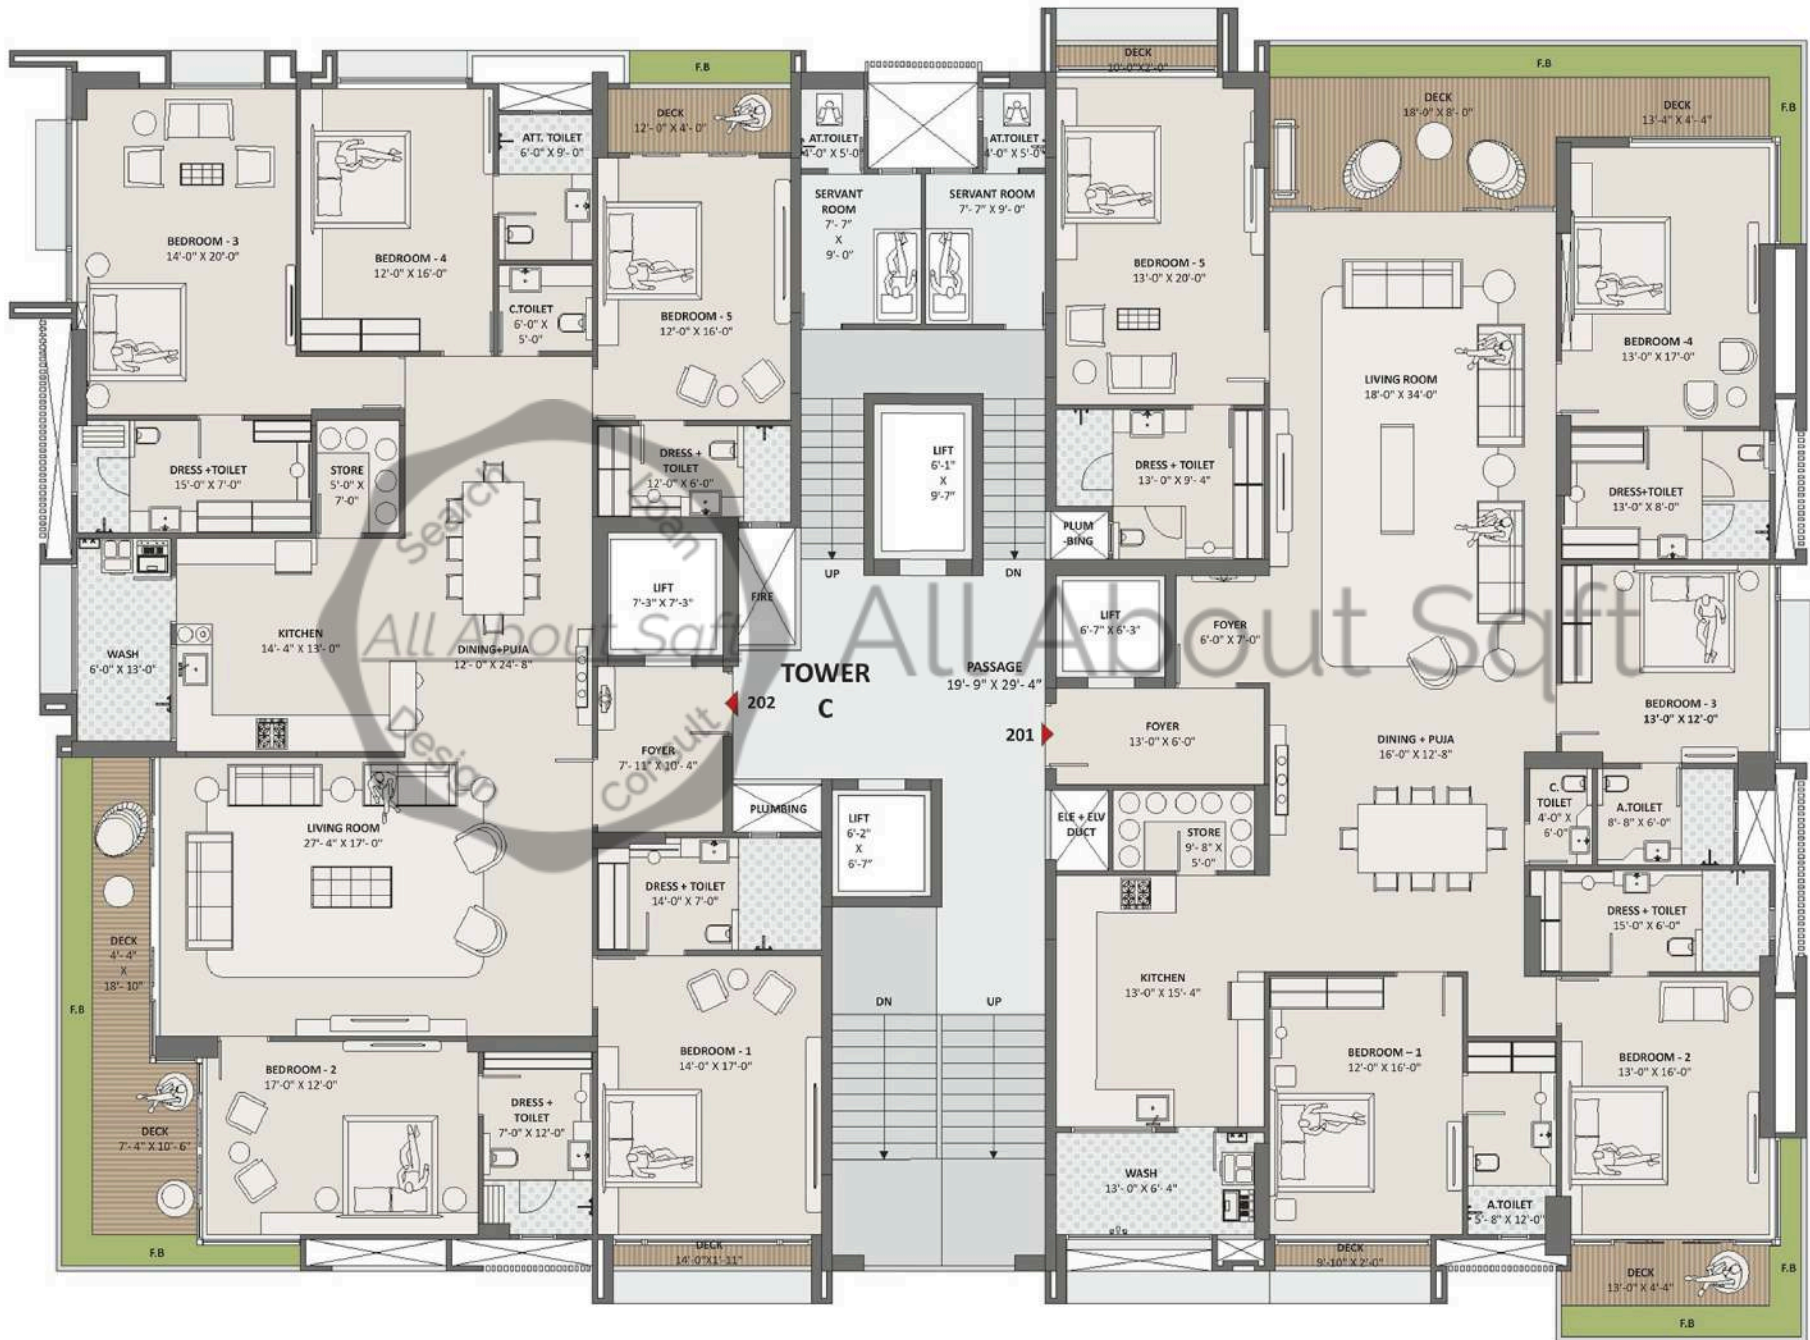 DECK
10'-0"X2'-0"
F.B
F.B
DECK
18'-0" X 8'- 0"
DECK
13'-4" X 4'- 4"
F.B
DECK
12'- 0" X 4'- 0"
ATT. TOILET
6'-0" X 9'- 0"
AT.TOILET
4'-0" X 5'-0"
AT.TOILET
4'-0" X 5'-0"
SERVANT
ROOM
7'- 7"
X
9'- 0"
SERVANT ROOM
7'- 7" X 9'- 0"
BEDROOM - 3
14'-0" X 20'-0"
BEDROOM - 4
12'-0" X 16'-0"
C.TOILET
6'-0" X
5'-0"
BEDROOM - 5
12'-0" X 16'-0"
BEDROOM - 5
13'-0" X 20'-0"
LIVING ROOM
18'-0" X 34'-0"
BEDROOM -4
13'-0" X 17'-0"
DRESS +TOILET
15'-0" X 7'-0"
STORE
5'-0" X
7'-0"
DRESS +
TOILET
12'-0" X 6'-0"
LIFT
6'-1"
X
9'-7"
DRESS + TOILET
13'- 0" X 9'- 4"
DRESS+TOILET
13'-0" X 8'-0"
PLUM
-BING
UP
DN
LIFT
7'-3" X 7'-3"
FIRE
LIFT
6'-7" X 6'-3"
FOYER
6'-0" X 7'-0"
WASH
6'-0" X 13'-0"
KITCHEN
14'- 4" X 13'- 0"
DINING+PUJA
12'- 0" X 24'- 8"
TOWER
C
PASSAGE
19'- 9" X 29'- 4"
202
201
FOYER
13'-0" X 6'-0"
DINING + PUJA
16'-0" X 12'-8"
BEDROOM - 3
13'-0" X 12'-0"
FOYER
7'- 11" X 10'- 4"
PLUMBING
LIFT
6'-2"
X
6'-7"
ELE + ELV
DUCT
STORE
9'- 8" X
5'-0"
C.
TOILET
4'-0" X
6'-0"
A.TOILET
8'- 8" X 6'-0"
LIVING ROOM
27'- 4" X 17'- 0"
DRESS + TOILET
14'-0" X 7'-0"
DRESS + TOILET
15'-0" X 6'-0"
DECK
4'- 4"
X
18'- 10"
F.B
KITCHEN
13'-0" X 15'- 4"
DN
UP
BEDROOM - 1
14'-0" X 17'-0"
BEDROOM – 1
12'-0" X 16'-0"
BEDROOM - 2
13'-0" X 16'-0"
BEDROOM - 2
17'-0" X 12'-0"
DRESS +
TOILET
7'-0" X 12'-0"
DECK
7'- 4" X 10'- 6"
WASH
13'- 0" X 6'- 4"
A.TOILET
5'- 8" X 12'-0"
F.B
DECK
14'-0"X1'-11"
DECK
9'-10" X 2'-0"
DECK
13'-0" X 4'-4"
F.B
F.B
Search
Loan
All About Sqft
Design
Consult
All About Sqft